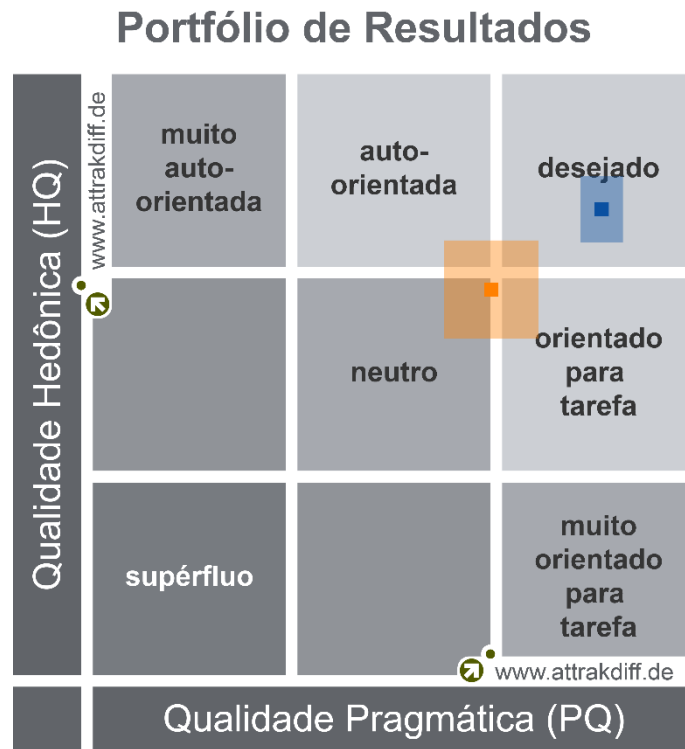 Portfólio de Resultados
Qualidade Hedônica (HQ)
www.attrakdiff.de
muito
auto-
orientada
auto-
orientada
desejado
neutro
orientado
para
tarefa
supérfluo
muito
orientado
para
tarefa
www.attrakdiff.de
Qualidade Pragmática (PQ)